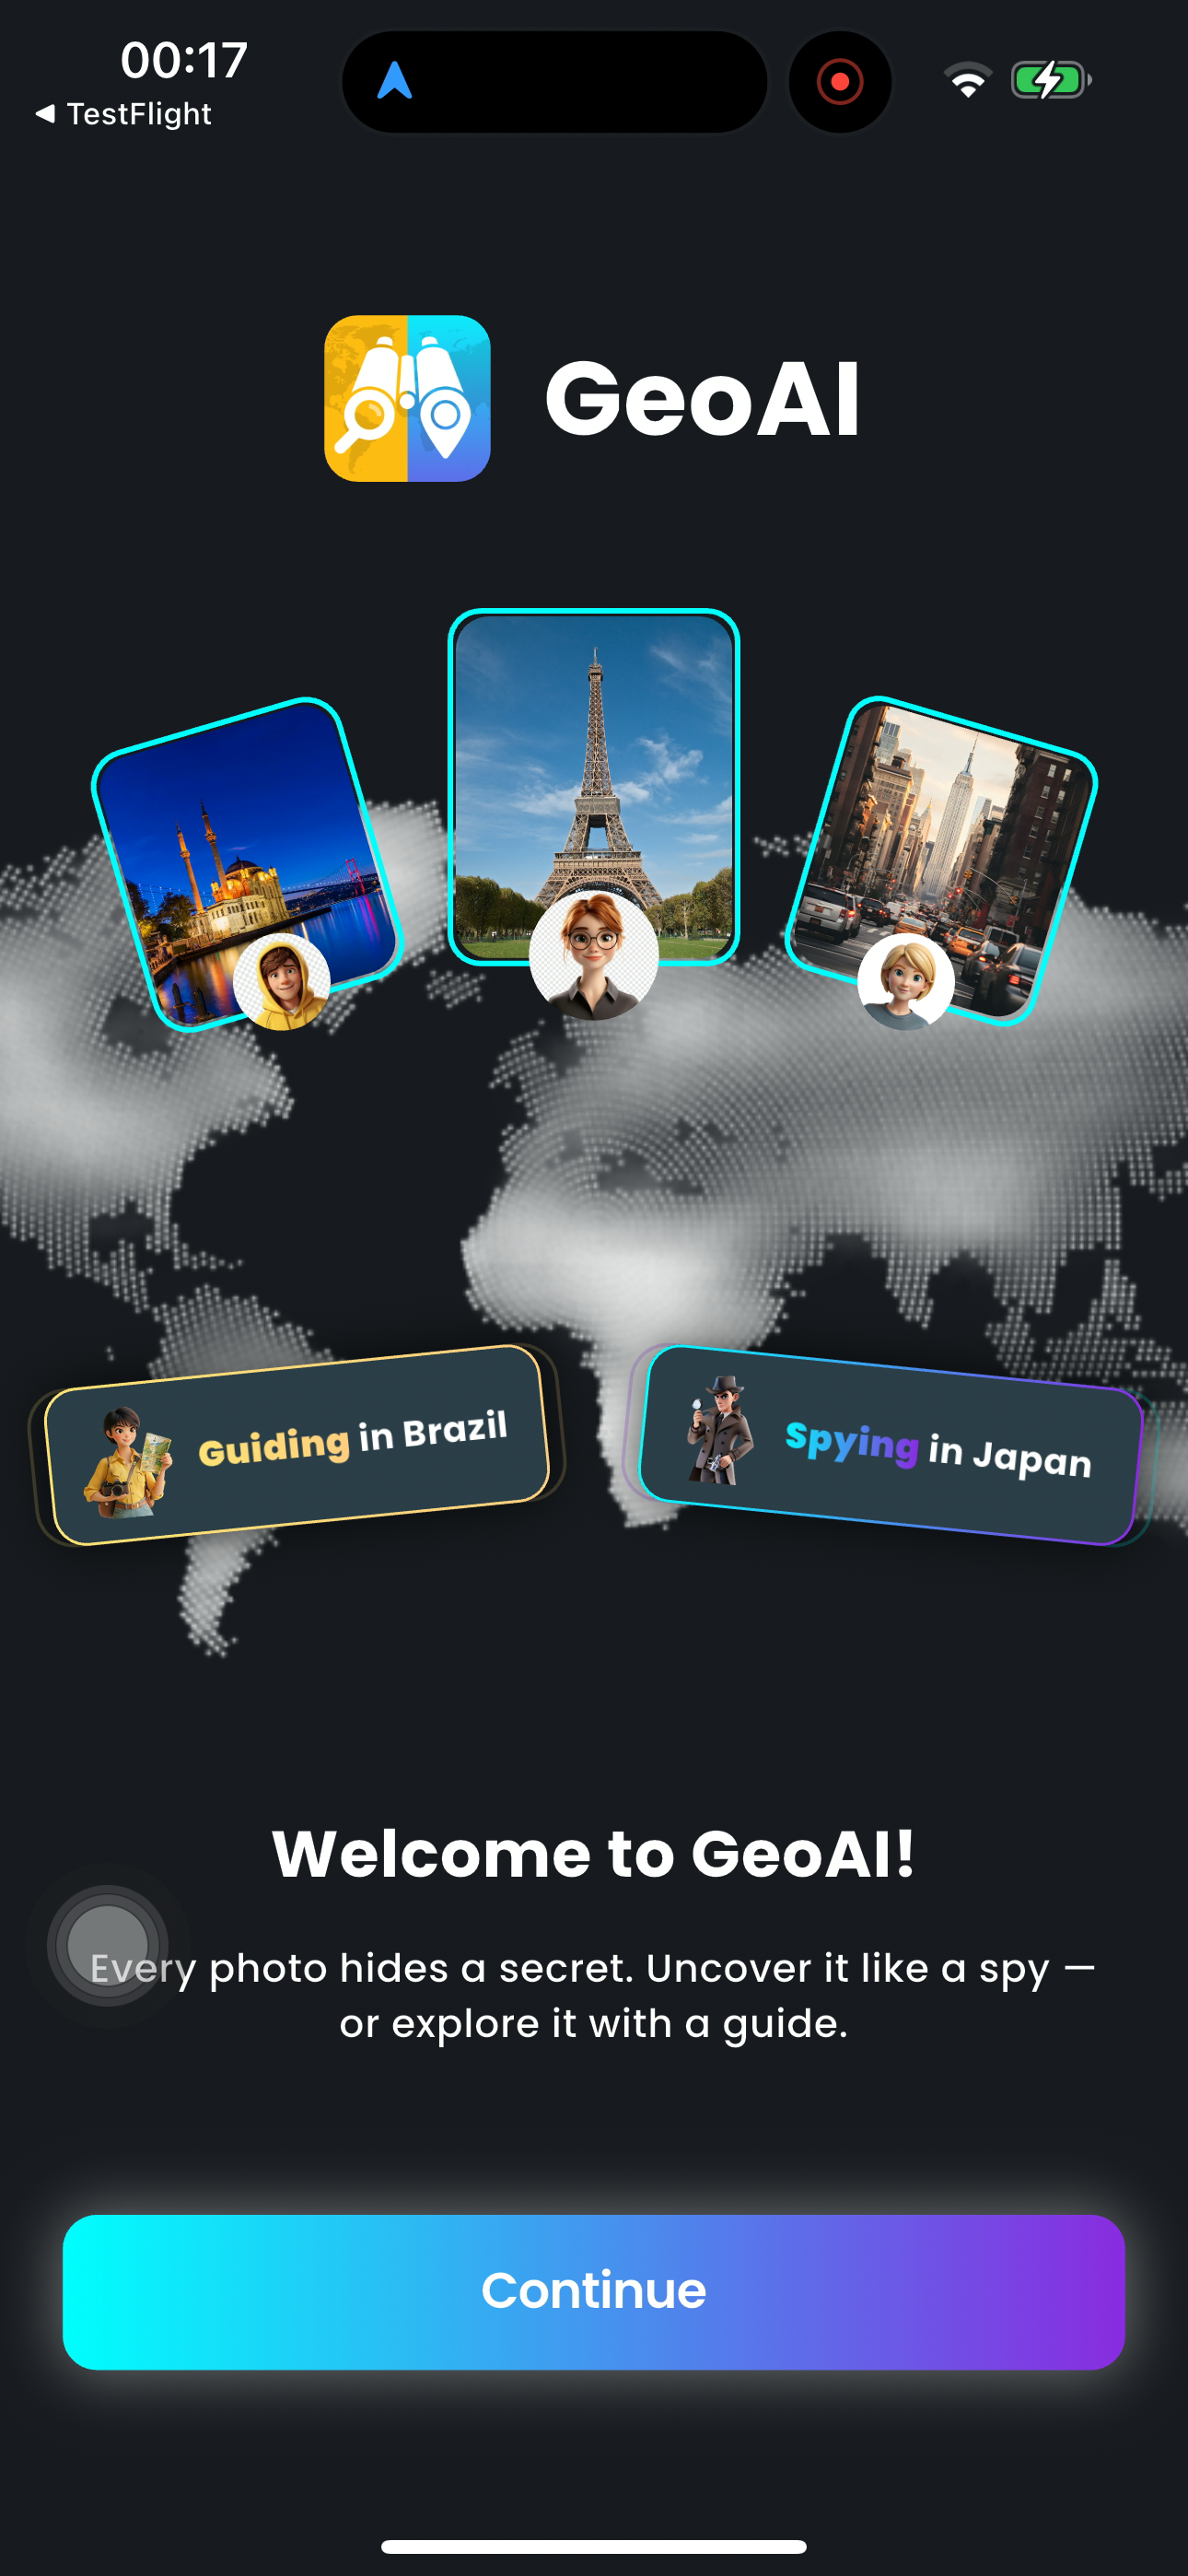 00:17
TestFlight
GeoAI
Guiding in Brazil
Spying in Japan
Welcome to GeoAI!
Every photo hides a secret. Uncover it like a spy —
or explore it with a guide.
Continue